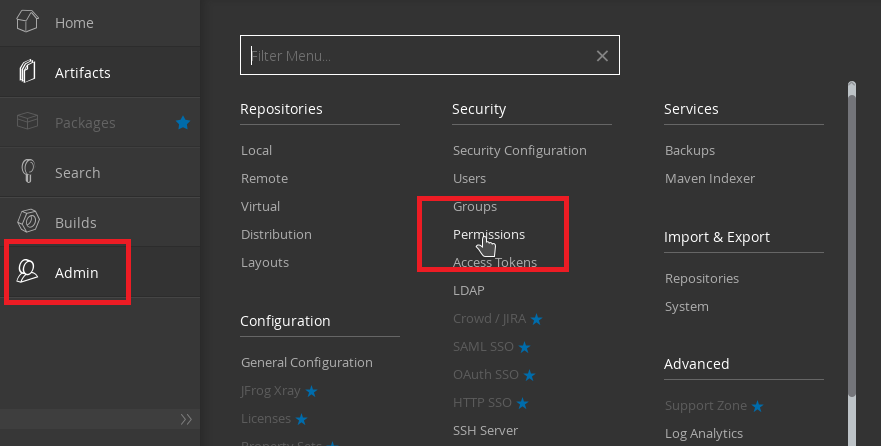 Home
Artifacts
Packages
Search
Builds
Admin
Filter Menu...
Repositories
Local
Remote
Virtual
Distribution
Layouts
Configuration
General Configuration
JFrog Xray
Licenses
Property Sets
Security
Security Configuration
Users
Groups
Permissions
Access Tokens
LDAP
Crowd / JIRA
SAML SSO
OAuth SSO
HTTP SSO
SSH Server
Services
Backups
Maven Indexer
Import & Export
Repositories
System
Advanced
Support Zone
Log Analytics